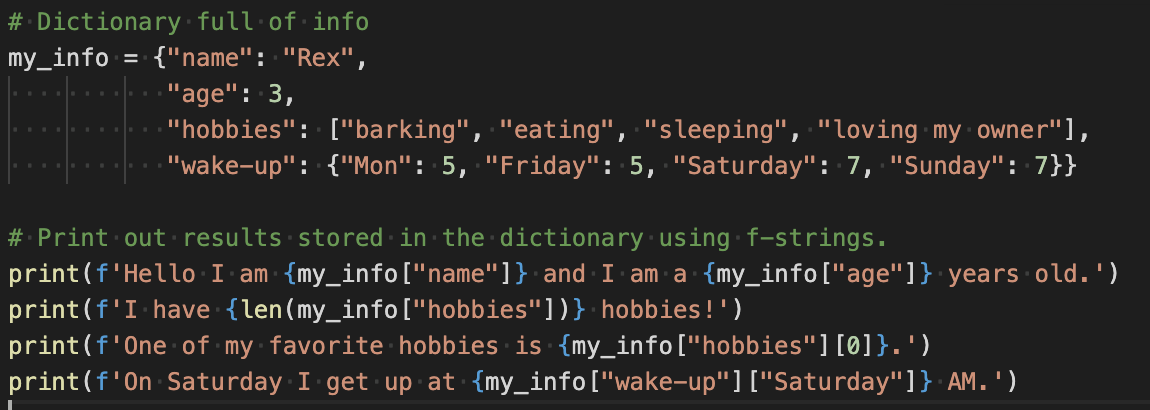 # Dictionary full of info
my_info = {"name": "Rex",
            "age": 3,
            "hobbies": ["barking", "eating", "sleeping", "loving my owner"],
            "wake-up": {"Mon": 5, "Friday": 5, "Saturday": 7, "Sunday": 7}}

# Print out results stored in the dictionary using f-strings.
print(f'Hello I am {my_info["name"]} and I am a {my_info["age"]} years old.')
print(f'I have {len(my_info["hobbies"])} hobbies!')
print(f'One of my favorite hobbies is {my_info["hobbies"][0]}.')
print(f'On Saturday I get up at {my_info["wake-up"]["Saturday"]} AM.')